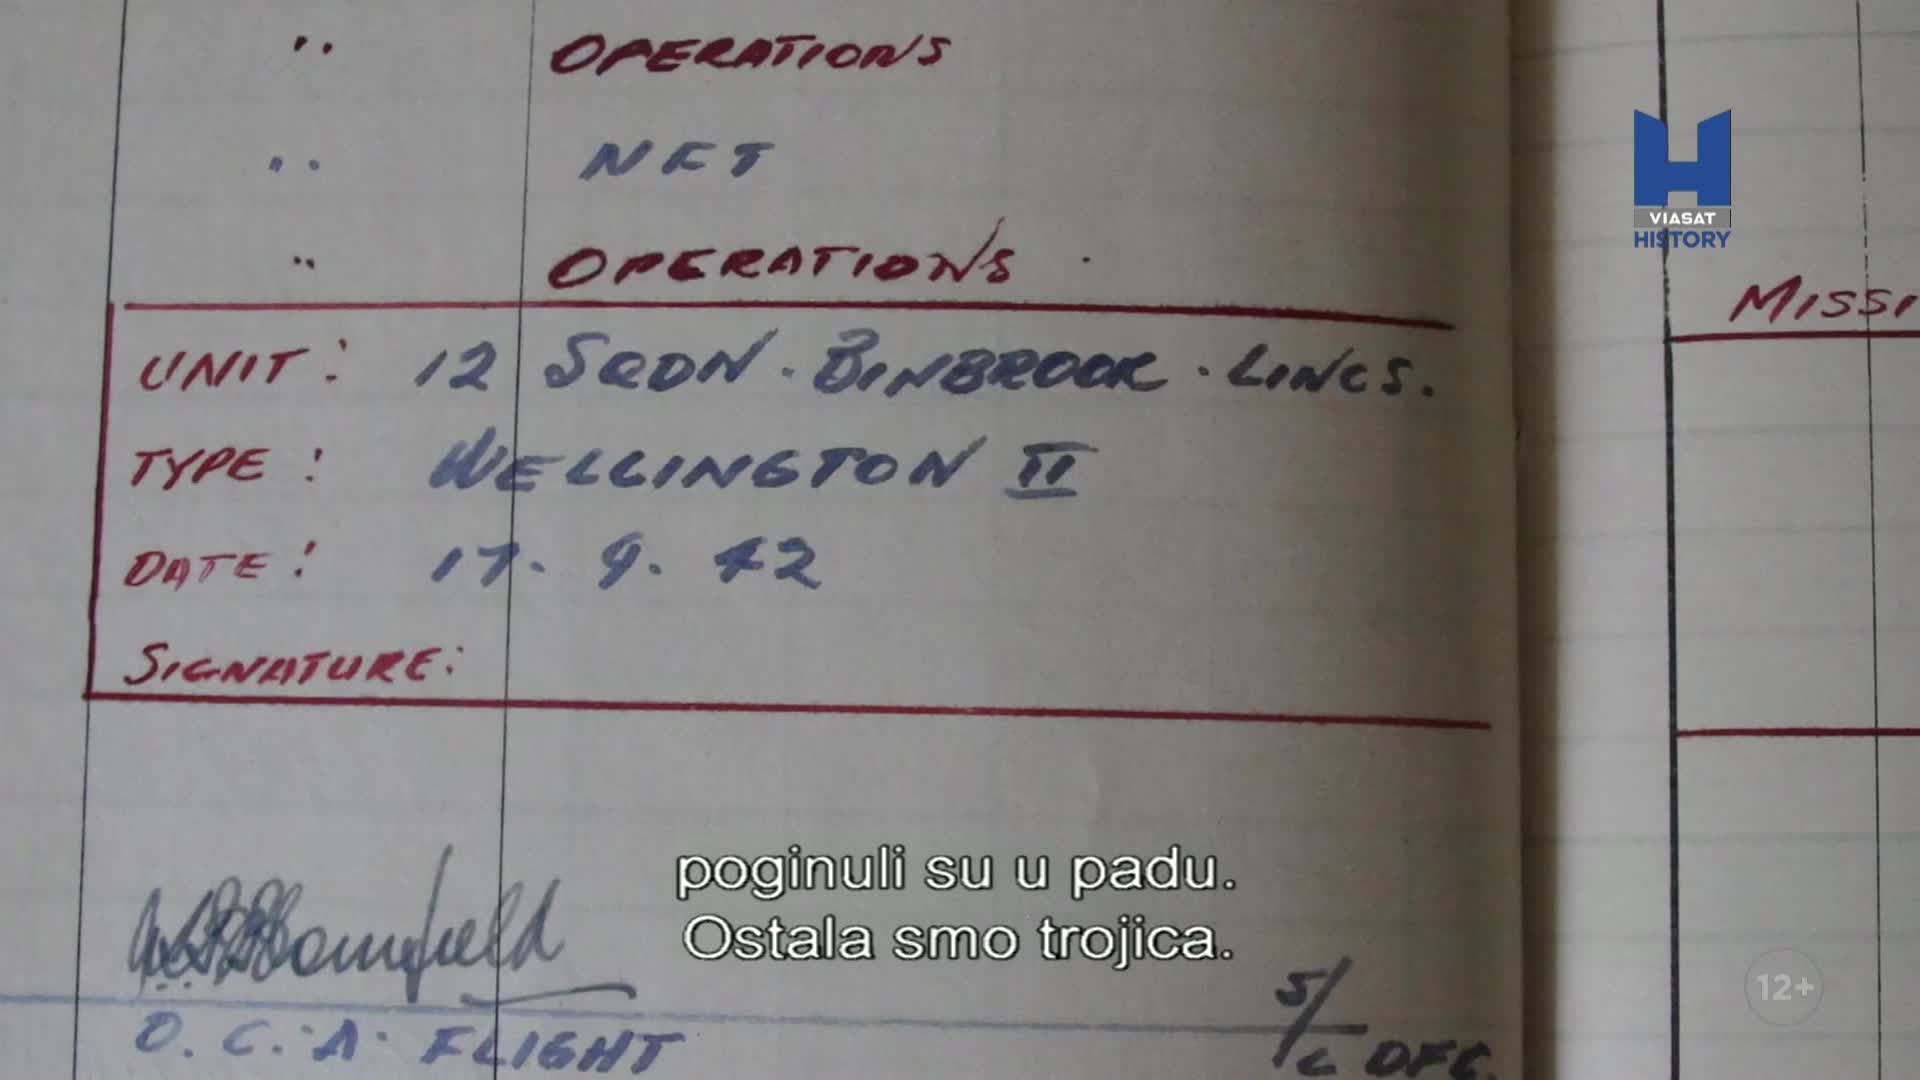 " OPERATIONS
" NFT
" OPERATIONS
UNIT: 12 SQDN. BINBROOK. LINCS.
TYPE: WELLINGTON II
DATE: 17. 9. 42
SIGNATURE:
O.C. A. FLIGHT
S/L DFC.
MISSI
VIASAT
HISTORY
poginuli su u padu.
Ostala smo trojica.
12+